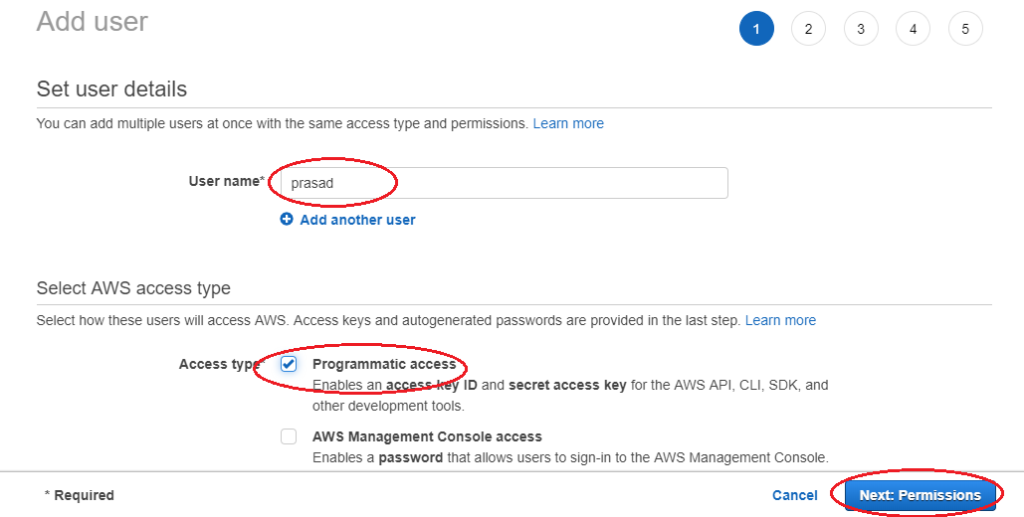 Add user
1 2 3 4 5
Set user details
You can add multiple users at once with the same access type and permissions. Learn more
User name* prasad
Add another user
Select AWS access type
Select how these users will access AWS. Access keys and autogenerated passwords are provided in the last step. Learn more
Access type* Programmatic access
Enables an access key ID and secret access key for the AWS API, CLI, SDK, and
other development tools.
AWS Management Console access
Enables a password that allows users to sign-in to the AWS Management Console.
* Required Cancel Next: Permissions